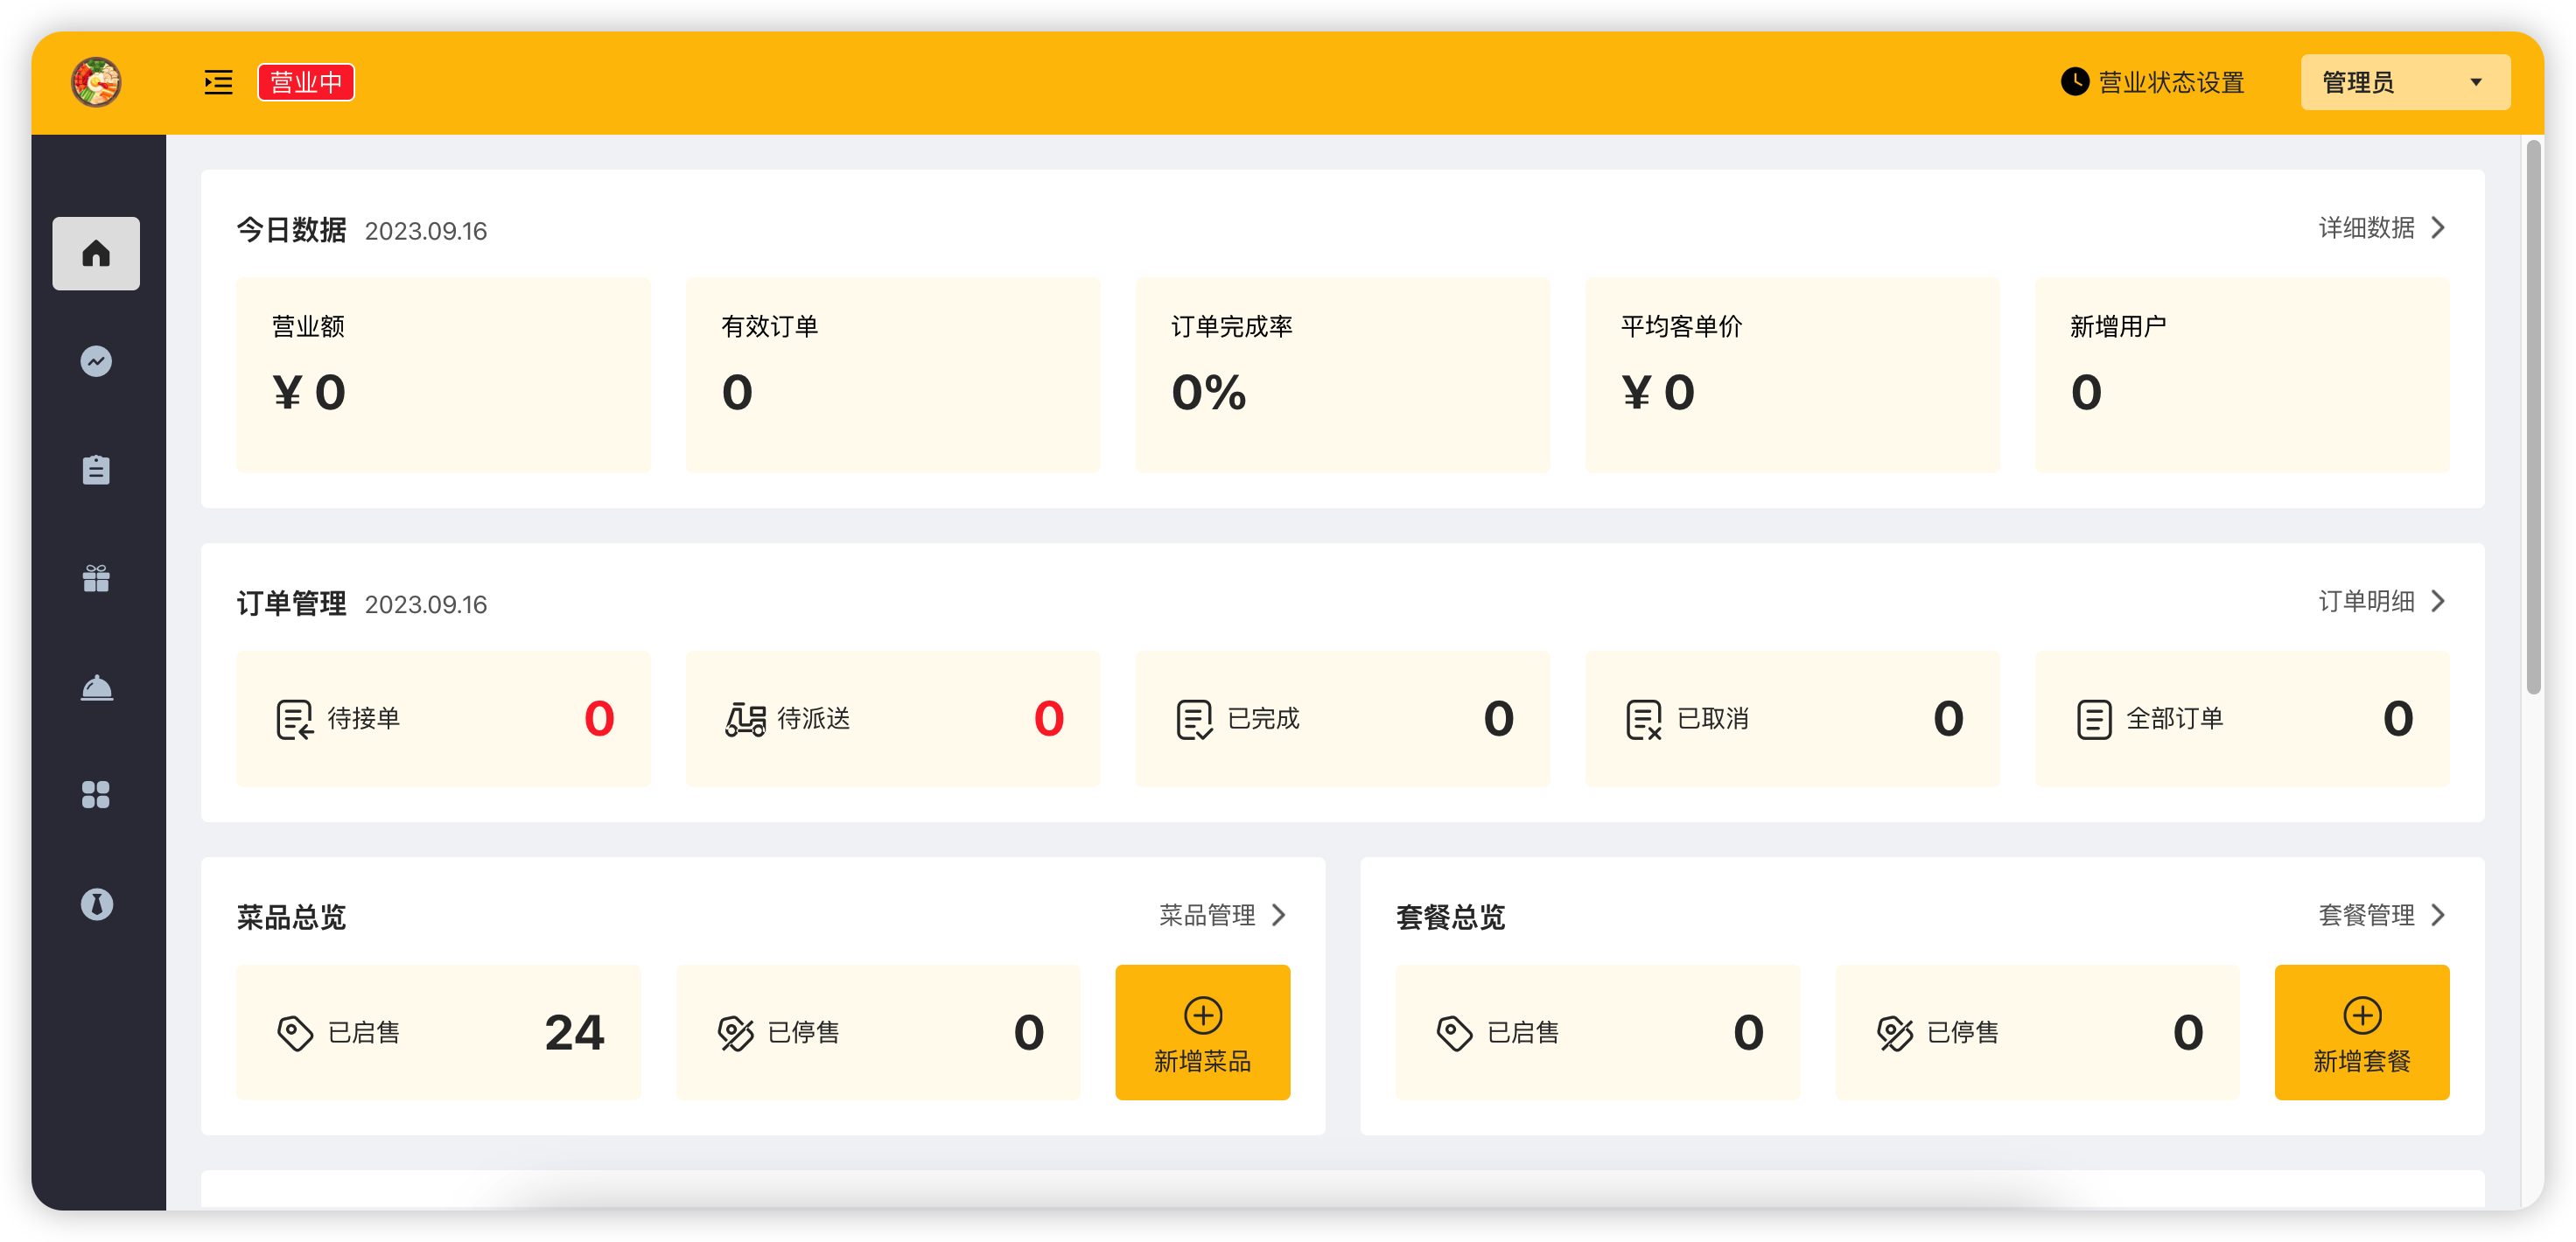 营业中
营业状态设置
管理员
今日数据 2023.09.16
详细数据
营业额
¥ 0
有效订单
0
订单完成率
0%
平均客单价
¥ 0
新增用户
0
订单管理 2023.09.16
订单明细
待接单 0
待派送 0
已完成 0
已取消 0
全部订单 0
菜品总览
菜品管理
已启售 24
已停售 0
新增菜品
套餐总览
套餐管理
已启售 0
已停售 0
新增套餐